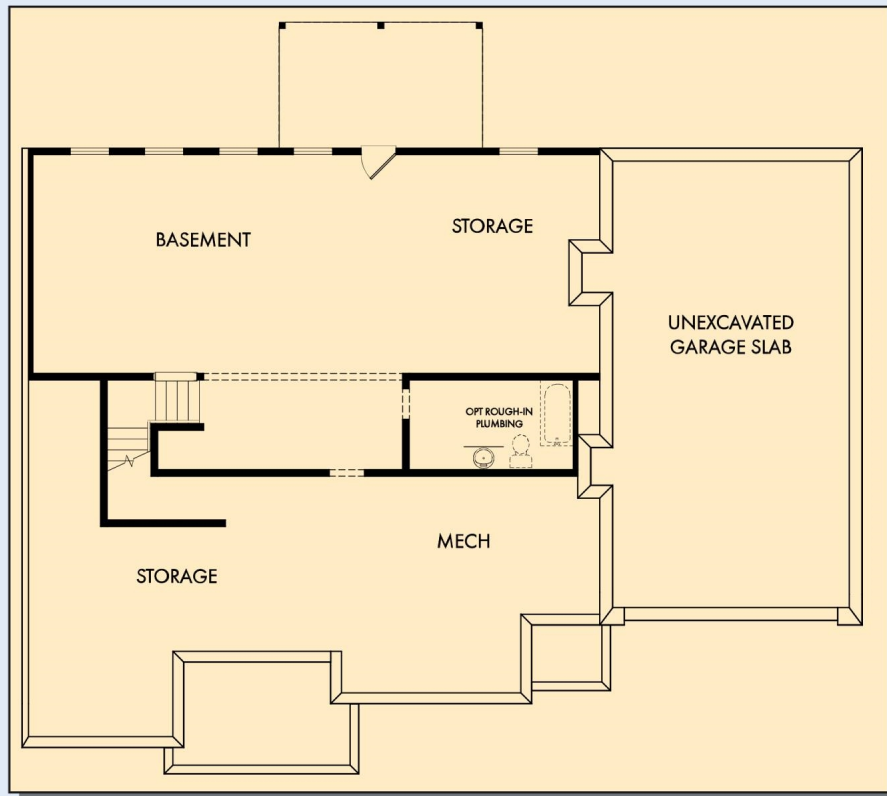 BASEMENT
STORAGE
UNEXCAVATED
GARAGE SLAB
OPT ROUGH-IN
PLUMBING
MECH
STORAGE